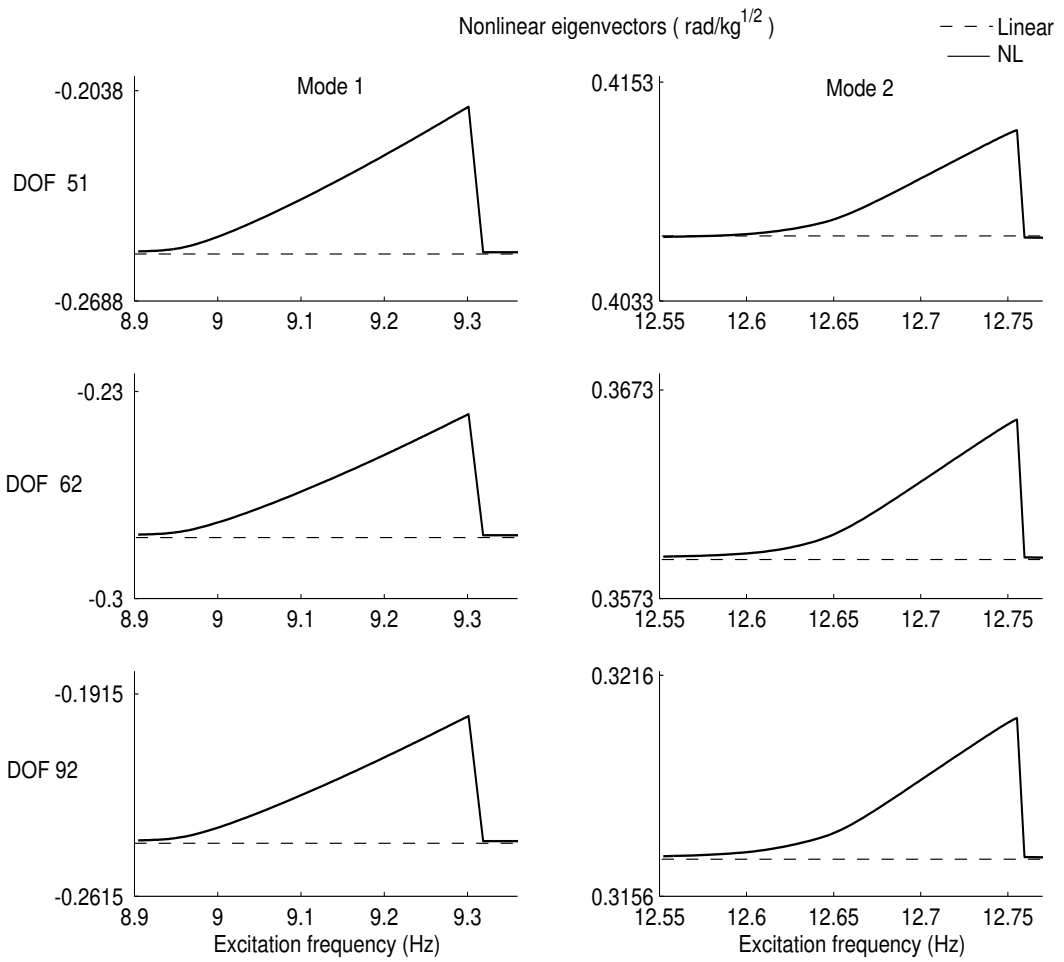 Nonlinear eigenvectors ( rad/kg^1/2 )
Linear
NL
Mode 1
Mode 2
DOF 51
-0.2038
-0.2688
8.9 9 9.1 9.2 9.3
0.4153
0.4033
12.55 12.6 12.65 12.7 12.75
DOF 62
-0.23
-0.3
8.9 9 9.1 9.2 9.3
0.3673
0.3573
12.55 12.6 12.65 12.7 12.75
DOF 92
-0.1915
-0.2615
8.9 9 9.1 9.2 9.3
Excitation frequency (Hz)
0.3216
0.3156
12.55 12.6 12.65 12.7 12.75
Excitation frequency (Hz)